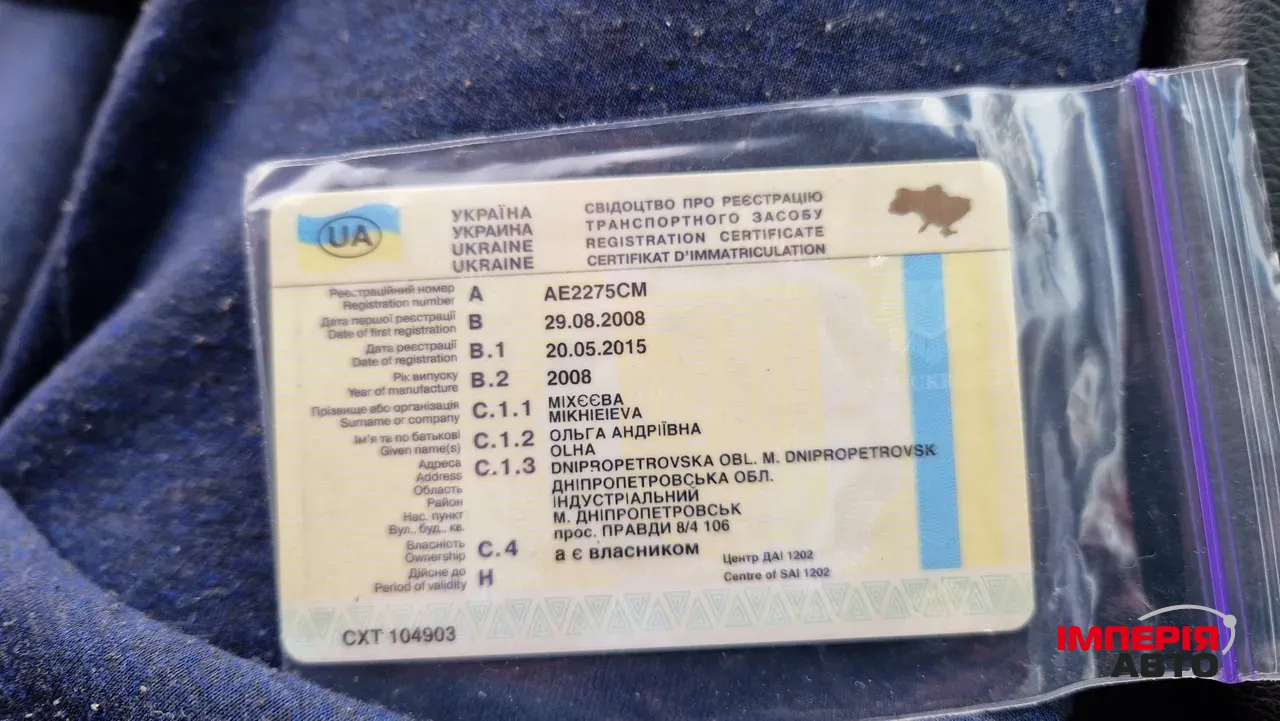 UA
УКРАЇНА
УКРАИНА
UKRAINE
UKRAINE
СВІДОЦТВО ПРО РЕЄСТРАЦІЮ
ТРАНСПОРТНОГО ЗАСОБУ
REGISTRATION CERTIFICATE
CERTIFIKAT D'IMMATRICULATION
Реєстраційний номер
Registration number
A AE2275CM
Дата першої реєстрації
Date of first registration
B 29.08.2008
Дата реєстрації
Date of registration
B.1 20.05.2015
Рік випуску
Year of manufacture
B.2 2008
Прізвище або організація
Surname or company
C.1.1 МІХЄЄВА
MIKHIEIEVA
Ім'я та по батькові
Given name(s)
C.1.2 ОЛЬГА АНДРІЇВНА
OLHA
Адреса
Address
C.1.3 DNIPROPETROVSKA OBL. M. DNIPROPETROVSK
Область ДНІПРОПЕТРОВСЬКА ОБЛ.
Район ІНДУСТРІАЛЬНИЙ
Нас. пункт М. ДНІПРОПЕТРОВСЬК
Вул., буд., кв. прос. ПРАВДИ 8/4 106
Власність
Ownership
C.4 а є власником
Центр ДАІ 1202
Centre of SAI 1202
Дійсне до
Period of validity
H
СХТ 104903
UKR
ІМПЕРІЯ
АВТО